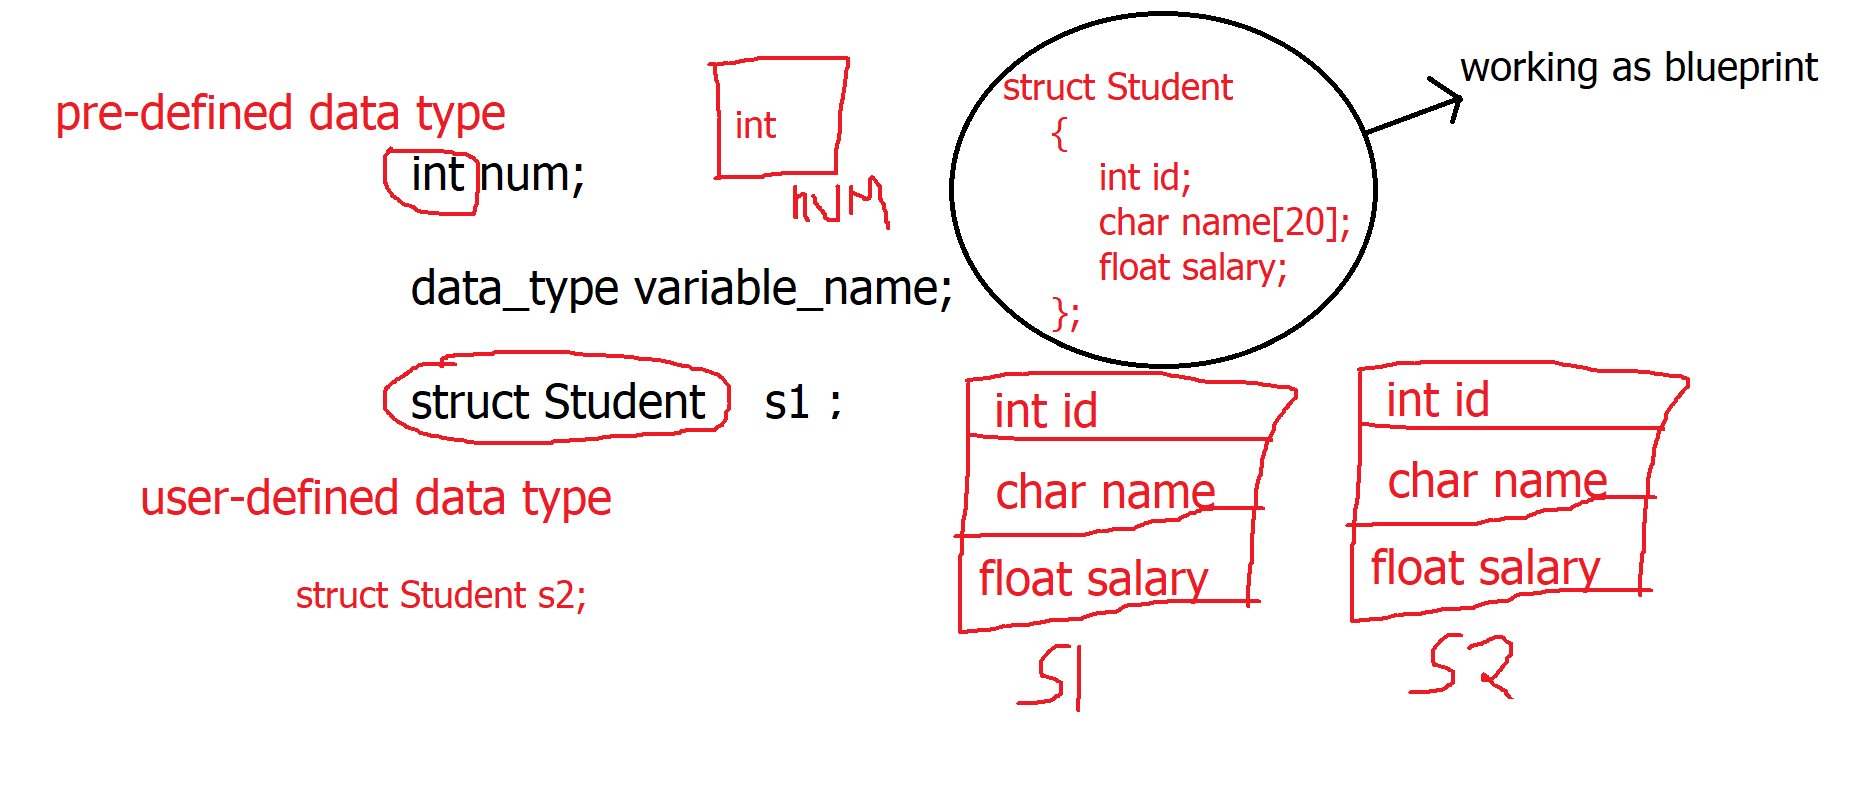 pre-defined data type
int num;
int
num
data_type variable_name;
struct Student s1 ;
user-defined data type
struct Student s2;
struct Student
{
int id;
char name[20];
float salary;
};
working as blueprint
int id
char name
float salary
S1
int id
char name
float salary
S2